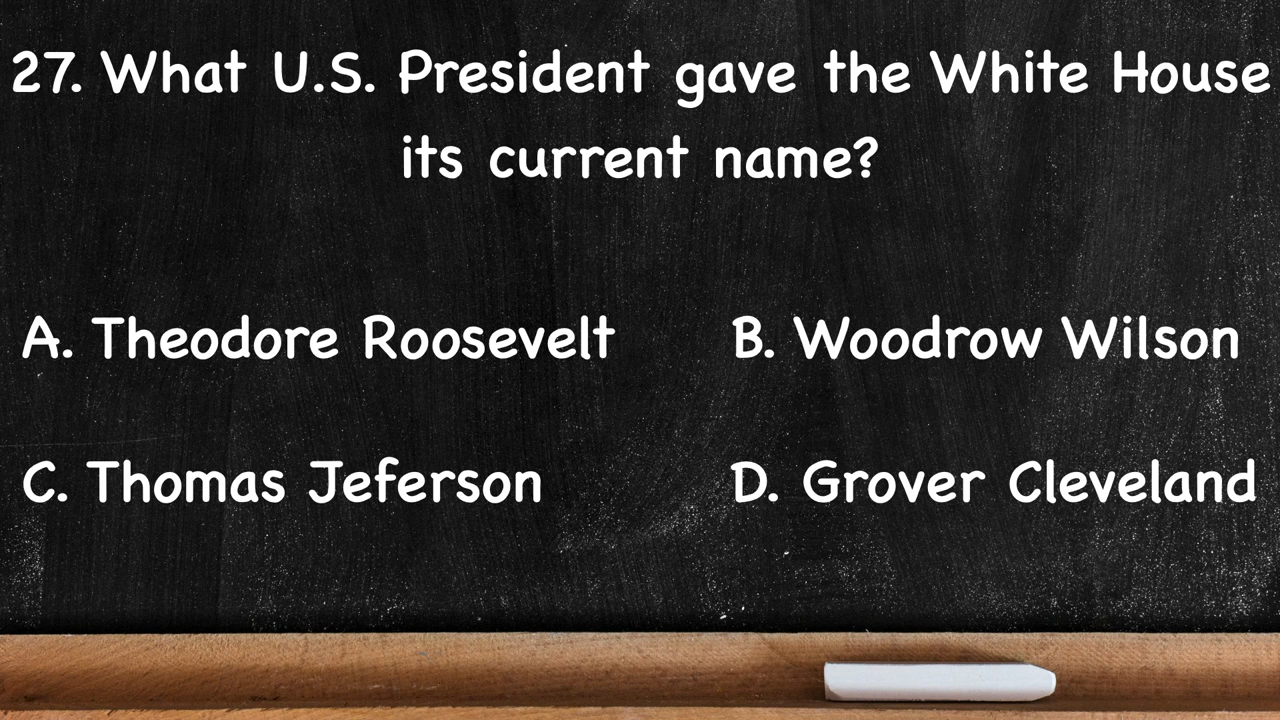 27. What U.S. President gave the White House
its current name?
A. Theodore Roosevelt
B. Woodrow Wilson
C. Thomas Jeferson
D. Grover Cleveland